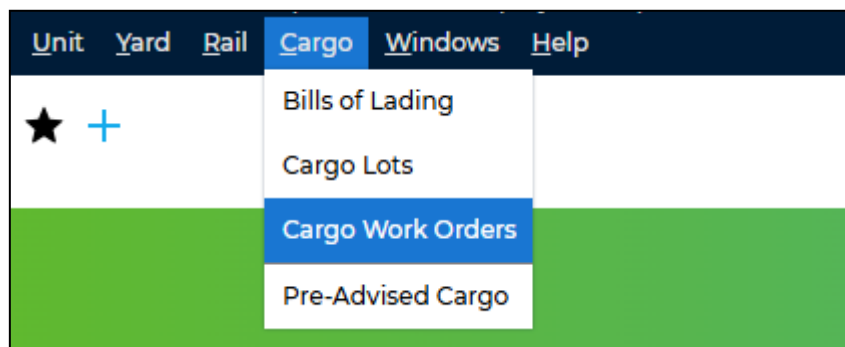 Unit Yard Rail Cargo Windows Help
Bills of Lading
Cargo Lots
Cargo Work Orders
Pre-Advised Cargo